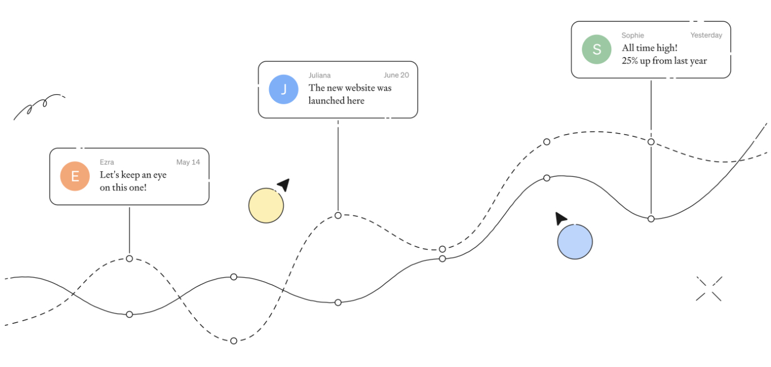 E
Ezra
May 14
Let's keep an eye
on this one!
J
Juliana
June 20
The new website was
launched here
S
Sophie
Yesterday
All time high!
25% up from last year